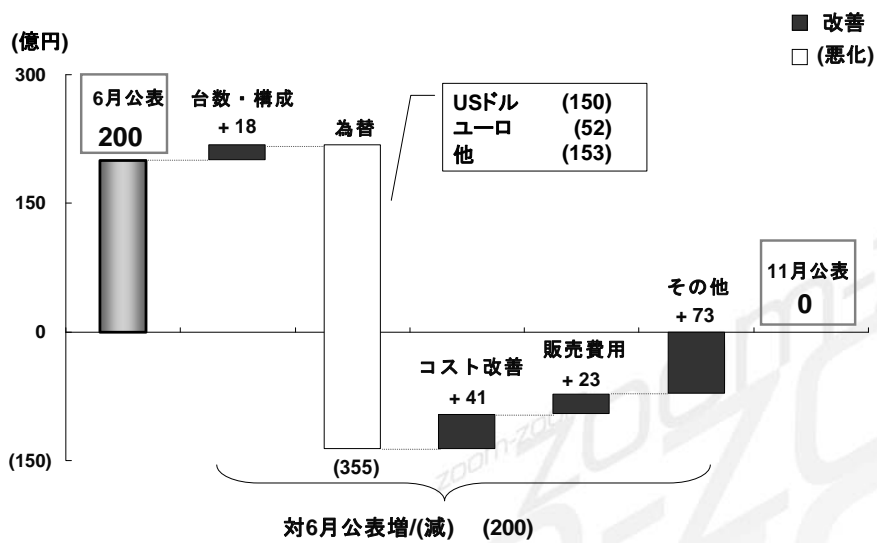 ■ 改善
□ (悪化)
(億円)
300
150
0
(150)
6月公表
200
台数・構成
+ 18
為替
(355)
USドル (150)
ユーロ (52)
他 (153)
コスト改善
+ 41
販売費用
+ 23
その他
+ 73
11月公表
0
対6月公表増/(減) (200)
zoom-zoom